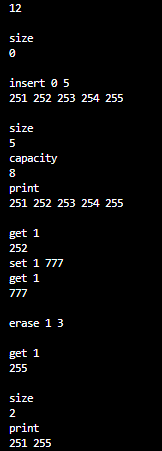 12
size
0
insert 0 5
251 252 253 254 255
size
5
capacity
8
print
251 252 253 254 255
get 1
252
set 1 777
get 1
777
erase 1 3
get 1
255
size
2
print
251 255